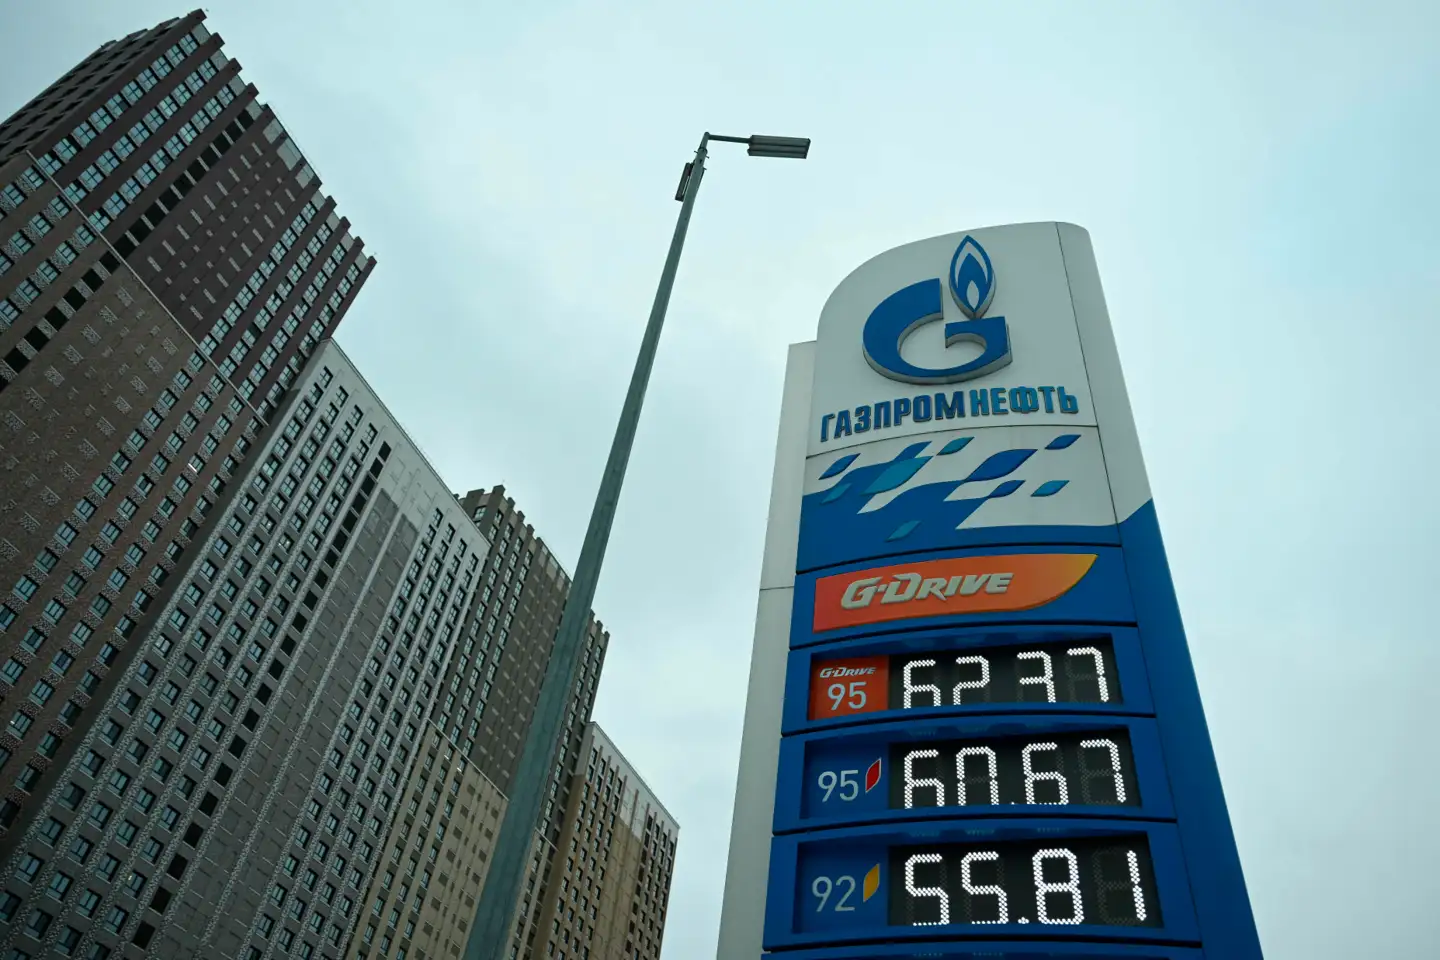 ГАЗПРОМНЕФТЬ
G-DRIVE
G-DRIVE
95 62.37
95 60.67
92 55.81